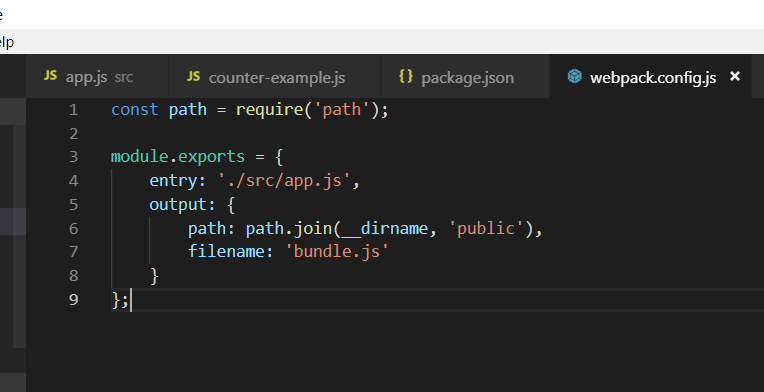 elp
JS app.js src JS counter-example.js {} package.json webpack.config.js ×
1 const path = require('path');
2
3 module.exports = {
4 entry: './src/app.js',
5 output: {
6 path: path.join(__dirname, 'public'),
7 filename: 'bundle.js'
8 }
9 };